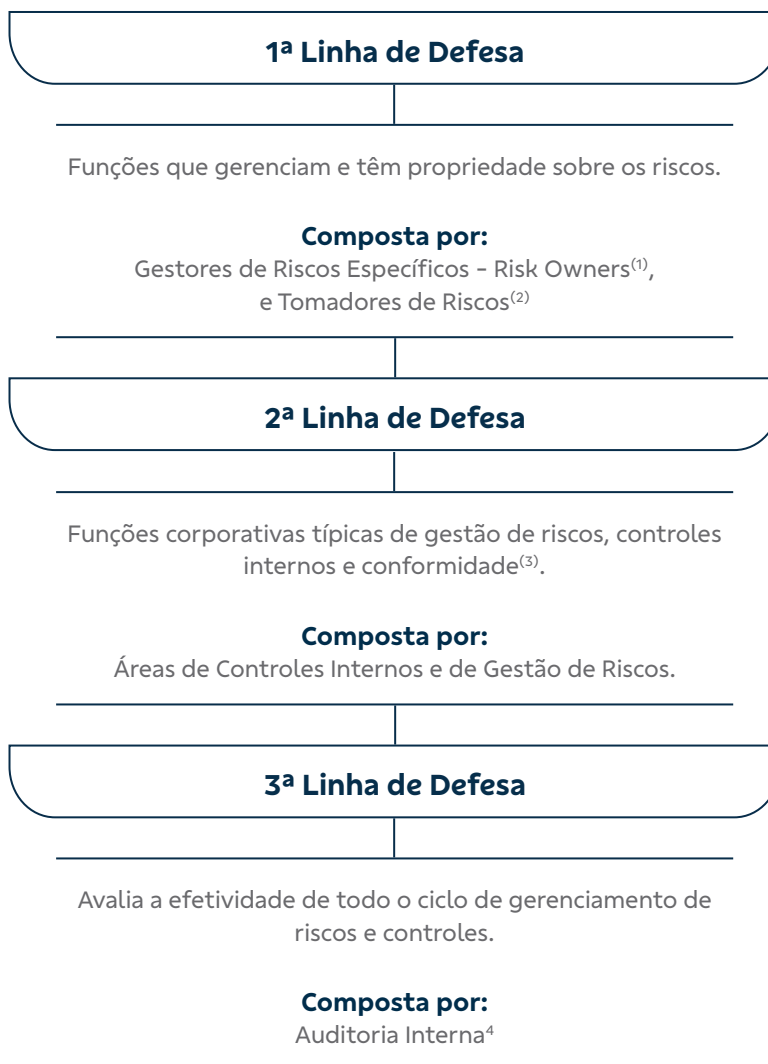 1ª Linha de Defesa
Funções que gerenciam e têm propriedade sobre os riscos.
Composta por:
Gestores de Riscos Específicos – Risk Owners⁽¹⁾,
e Tomadores de Riscos⁽²⁾
2ª Linha de Defesa
Funções corporativas típicas de gestão de riscos, controles
internos e conformidade⁽³⁾.
Composta por:
Áreas de Controles Internos e de Gestão de Riscos.
3ª Linha de Defesa
Avalia a efetividade de todo o ciclo de gerenciamento de
riscos e controles.
Composta por:
Auditoria Interna⁴